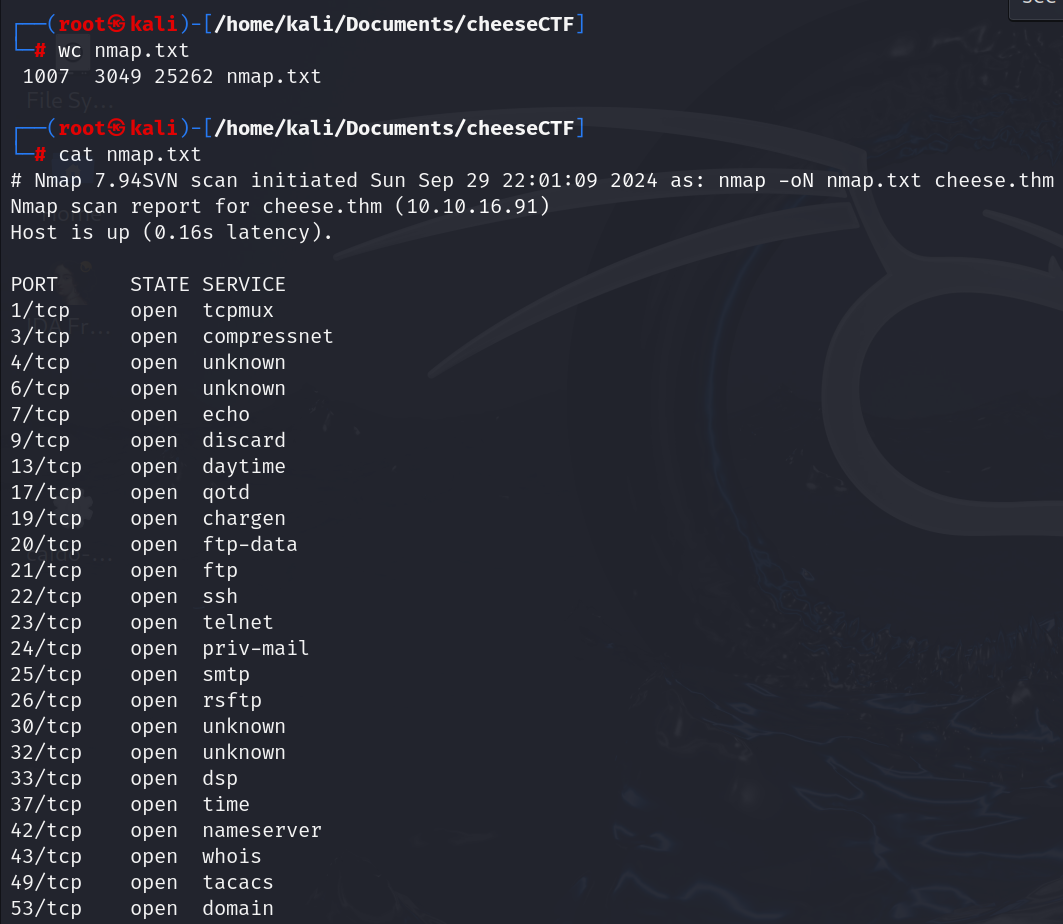 ┌──(root㉿kali)-[/home/kali/Documents/cheeseCTF]
└─# wc nmap.txt
 1007  3049 25262 nmap.txt
File Sy...
┌──(root㉿kali)-[/home/kali/Documents/cheeseCTF]
└─# cat nmap.txt
# Nmap 7.94SVN scan initiated Sun Sep 29 22:01:09 2024 as: nmap -oN nmap.txt cheese.thm
Nmap scan report for cheese.thm (10.10.16.91)
Host is up (0.16s latency).

PORT      STATE SERVICE
1/tcp     open  tcpmux
3/tcp     open  compressnet
4/tcp     open  unknown
6/tcp     open  unknown
7/tcp     open  echo
9/tcp     open  discard
13/tcp    open  daytime
17/tcp    open  qotd
19/tcp    open  chargen
20/tcp    open  ftp-data
21/tcp    open  ftp
22/tcp    open  ssh
23/tcp    open  telnet
24/tcp    open  priv-mail
25/tcp    open  smtp
26/tcp    open  rsftp
30/tcp    open  unknown
32/tcp    open  unknown
33/tcp    open  dsp
37/tcp    open  time
42/tcp    open  nameserver
43/tcp    open  whois
49/tcp    open  tacacs
53/tcp    open  domain